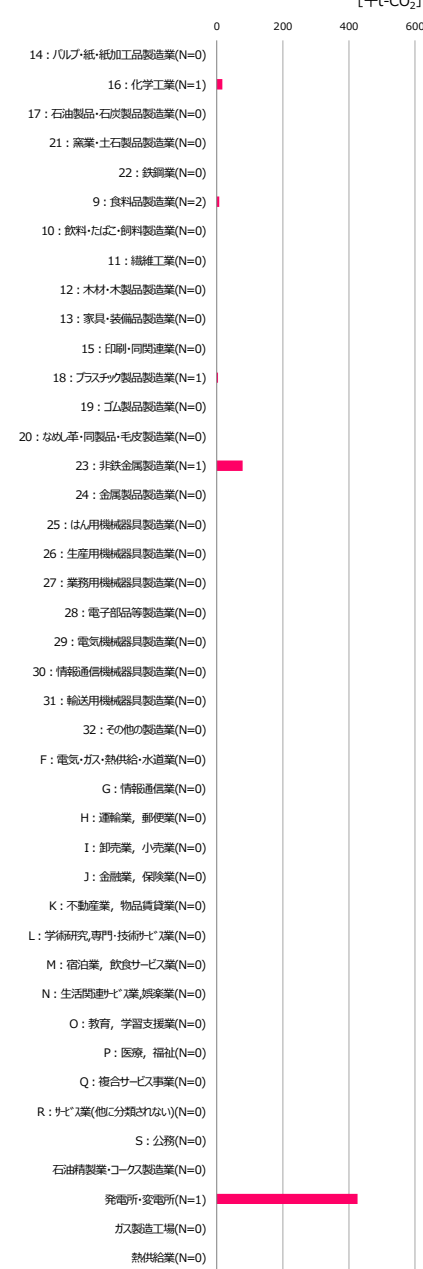 [千t-CO₂]
0 200 400 600
14：パルプ・紙・紙加工品製造業(N=0)
16：化学工業(N=1)
17：石油製品・石炭製品製造業(N=0)
21：窯業・土石製品製造業(N=0)
22：鉄鋼業(N=0)
9：食料品製造業(N=2)
10：飲料・たばこ・飼料製造業(N=0)
11：繊維工業(N=0)
12：木材・木製品製造業(N=0)
13：家具・装備品製造業(N=0)
15：印刷・同関連業(N=0)
18：プラスチック製品製造業(N=1)
19：ゴム製品製造業(N=0)
20：なめし革・同製品・毛皮製造業(N=0)
23：非鉄金属製造業(N=1)
24：金属製品製造業(N=0)
25：はん用機械器具製造業(N=0)
26：生産用機械器具製造業(N=0)
27：業務用機械器具製造業(N=0)
28：電子部品等製造業(N=0)
29：電気機械器具製造業(N=0)
30：情報通信機械器具製造業(N=0)
31：輸送用機械器具製造業(N=0)
32：その他の製造業(N=0)
F：電気・ガス・熱供給・水道業(N=0)
G：情報通信業(N=0)
H：運輸業，郵便業(N=0)
I：卸売業，小売業(N=0)
J：金融業，保険業(N=0)
K：不動産業，物品賃貸業(N=0)
L：学術研究,専門・技術ｻｰﾋﾞｽ業(N=0)
M：宿泊業，飲食サービス業(N=0)
N：生活関連ｻｰﾋﾞｽ業,娯楽業(N=0)
O：教育，学習支援業(N=0)
P：医療，福祉(N=0)
Q：複合サービス事業(N=0)
R：ｻｰﾋﾞｽ業(他に分類されない)(N=0)
S：公務(N=0)
石油精製業・コークス製造業(N=0)
発電所・変電所(N=1)
ガス製造工場(N=0)
熱供給業(N=0)